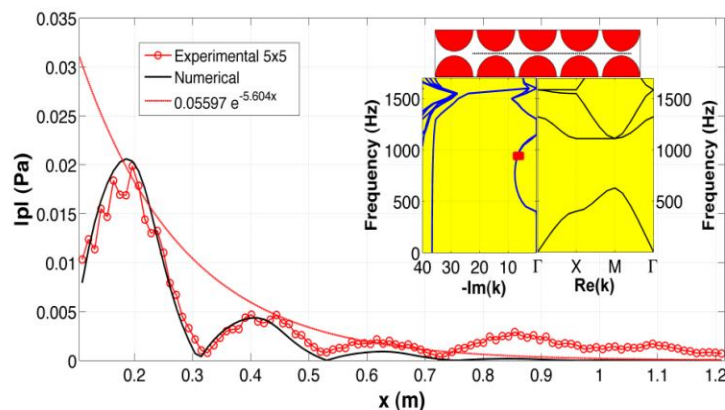 0.035
0.03
0.025
0.02
0.015
0.01
0.005
0
|p| (Pa)
0.2
0.3
0.4
0.5
0.6
0.7
0.8
0.9
1
1.1
1.2
x (m)
Experimental 5x5
Numerical
0.05597 e^-5.604x
Frequency (Hz)
1500
1000
500
0
40
30
20
10
Γ
-Im(k)
X
M
Γ
Re(k)
1500
1000
500
Frequency (Hz)